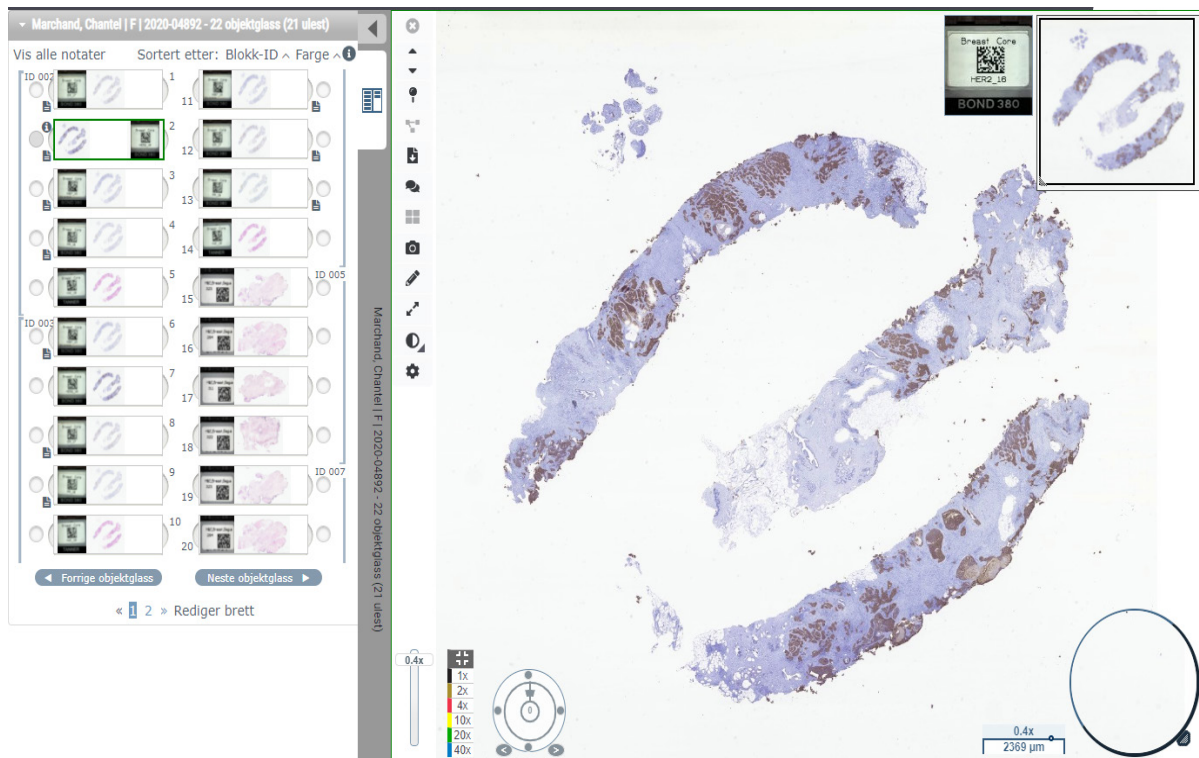 Marchand, Chantel | F | 2020-04892 - 22 objektglass (21 ulest)
Vis alle notater
Sortert etter: Blokk-ID Farge
ID 002
1
11
2
12
3
13
4
14
5
ID 005
15
ID 003
6
16
7
17
8
18
9
ID 007
19
10
20
Forrige objektglass
Neste objektglass
« 1 2 » Rediger brett
Marchand, Chantel | F | 2020-04892 - 22 objektglass (21 ulest)
Breast Core
HER2_16
BOND 380
0.4x
1x
2x
4x
10x
20x
40x
0
0.4x
2369 µm